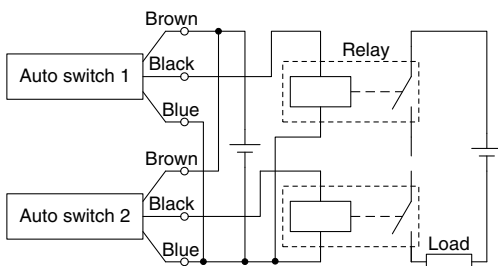 Brown
Auto switch 1
Black
Blue
Relay
Brown
Auto switch 2
Black
Blue
Load